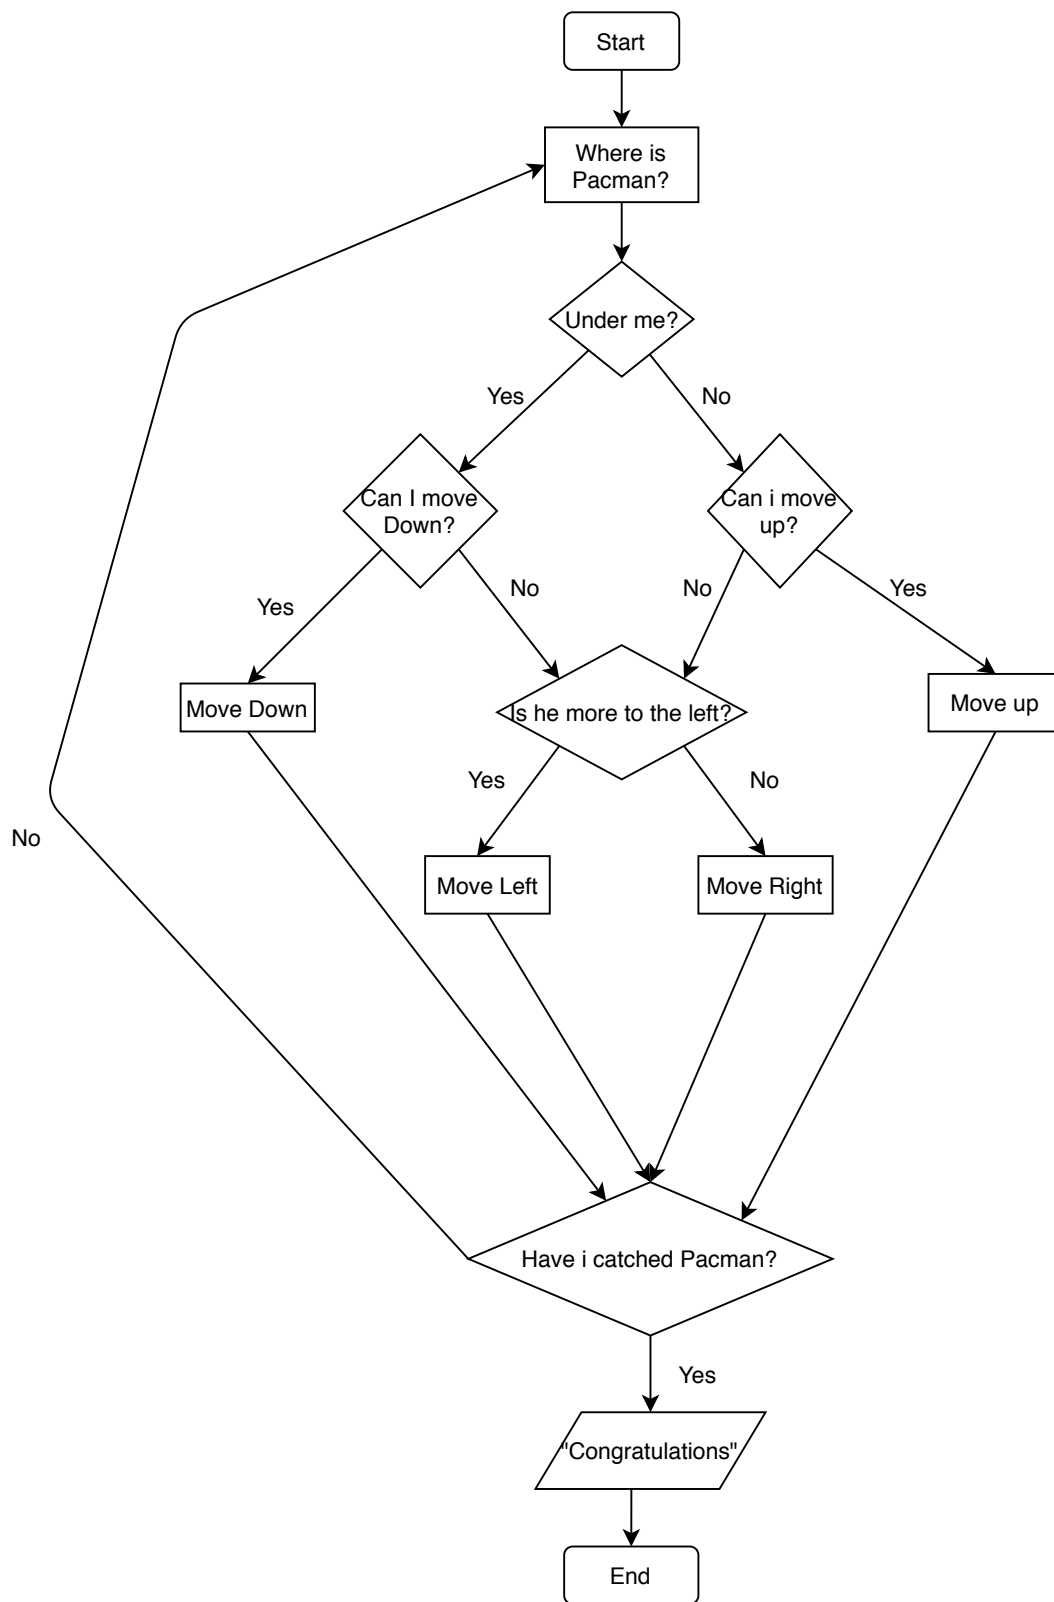 Start
Where is
Pacman?
Under me?
Yes
No
Can I move
Down?
Can i move
up?
Yes
No
No
Yes
Move Down
Is he more to the left?
Move up
Yes
No
No
Move Left
Move Right
Have i catched Pacman?
Yes
"Congratulations"
End